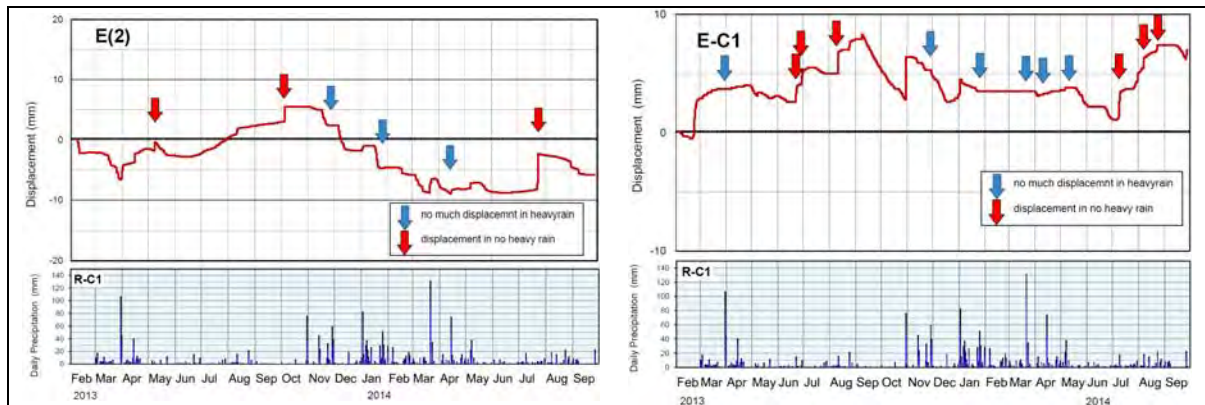 E(2)
20
10
0
-10
-20
Displacement (mm)
no much displacemnt in heavyrain
displacement in no heavy rain
R-C1
140
120
100
80
60
40
20
0
Daily Precipitation (mm)
Feb Mar Apr May Jun Jul Aug Sep Oct Nov Dec Jan Feb Mar Apr May Jun Jul Aug Sep
2013 2014
E-C1
10
0
-10
Displacement (mm)
no much displacemnt in heavyrain
displacement in no heavy rain
R-C1
140
120
100
80
60
40
20
0
Daily Precipitation (mm)
Feb Mar Apr May Jun Jul Aug Sep Oct Nov Dec Jan Feb Mar Apr May Jun Jul Aug Sep
2013 2014